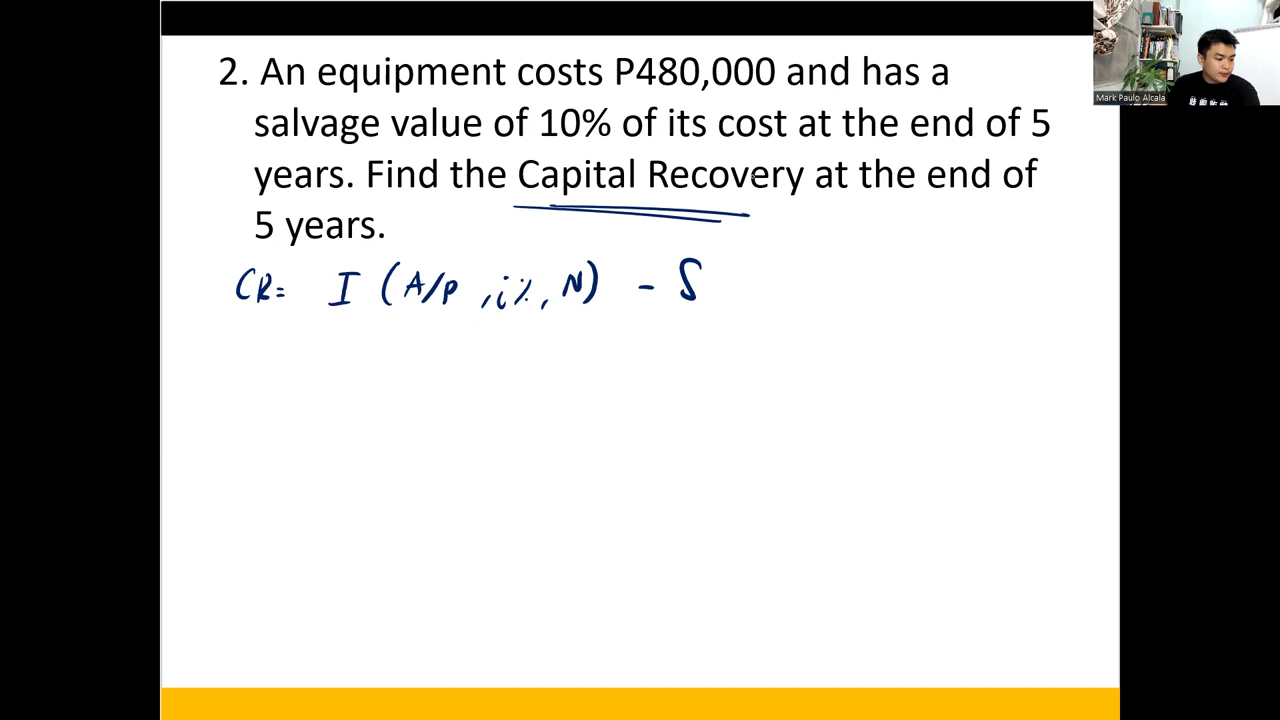 2. An equipment costs P480,000 and has a
salvage value of 10% of its cost at the end of 5
years. Find the Capital Recovery at the end of
5 years.
CR= I (A/P, i%, N) - S
Mark Paulo Alcala